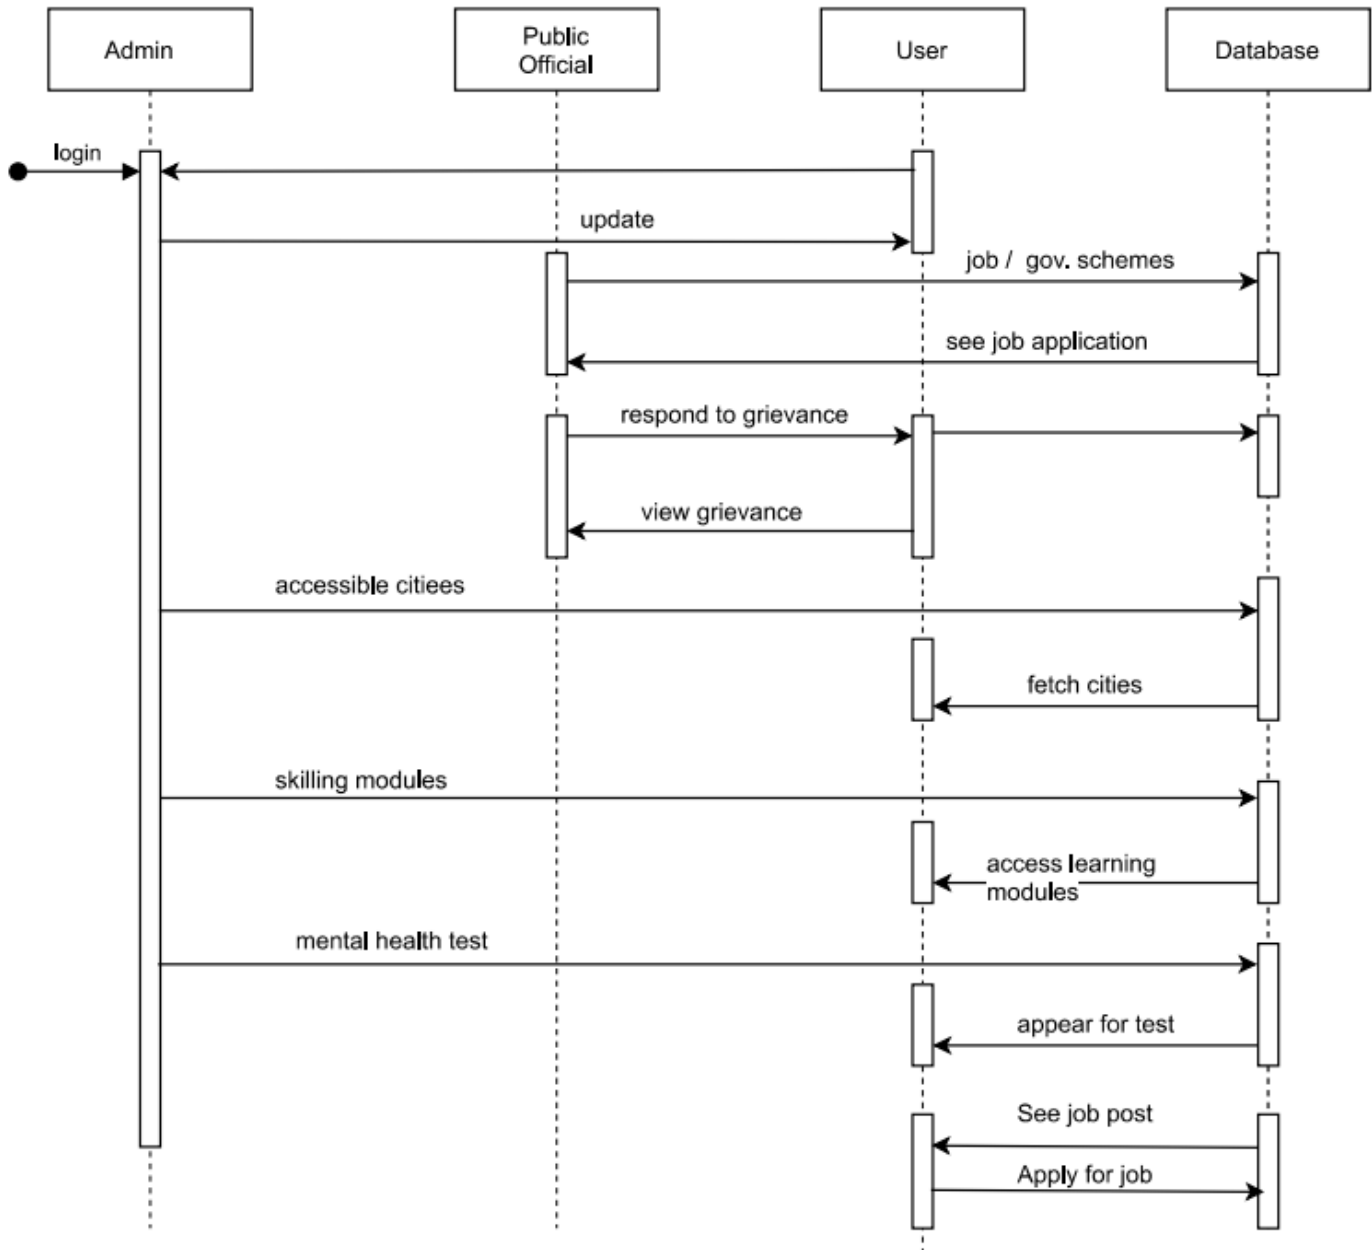 Admin
Public
Official
User
Database
login
update
job /  gov. schemes
see job application
respond to grievance
view grievance
accessible citiees
fetch cities
skilling modules
access learning
modules
mental health test
appear for test
See job post
Apply for job